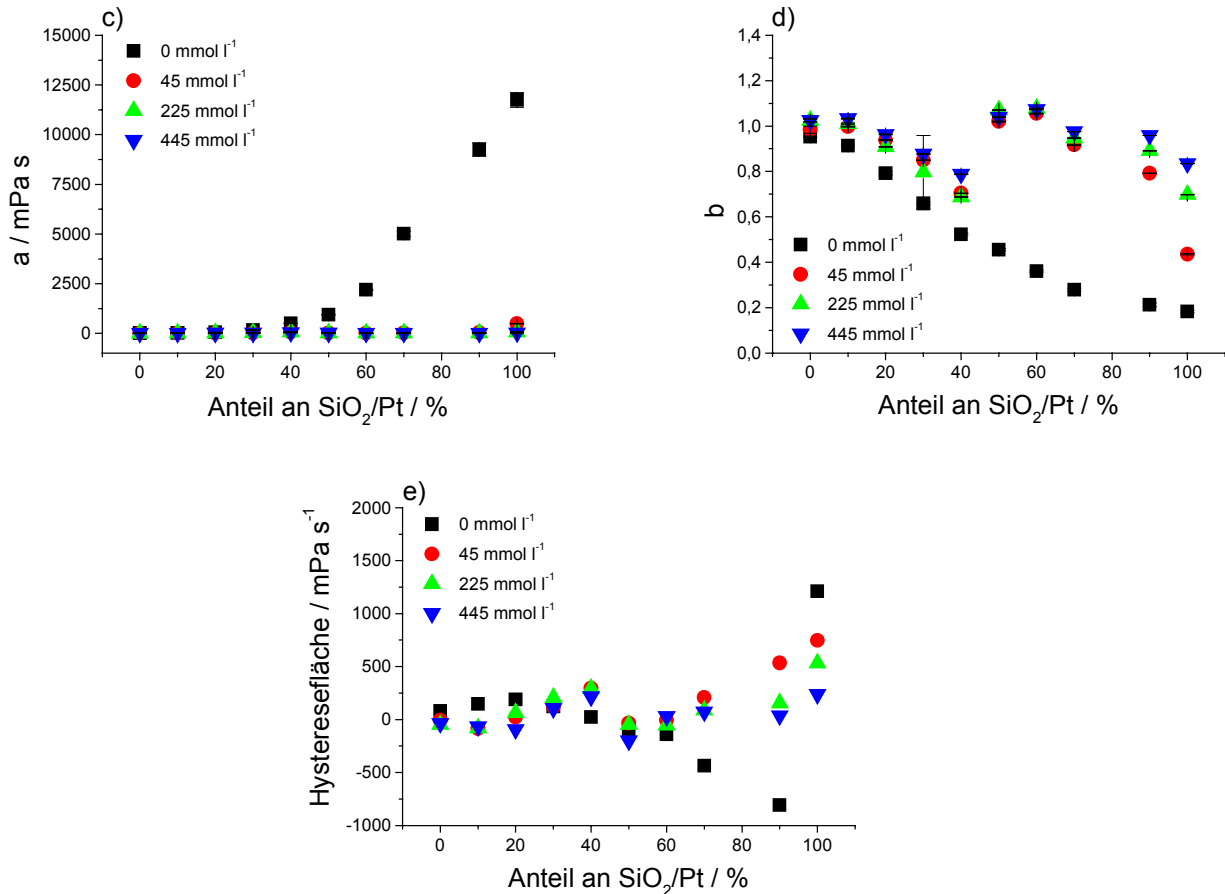 c)
15000
12500
10000
7500
5000
2500
0
a / mPa s
0 mmol l⁻¹
45 mmol l⁻¹
225 mmol l⁻¹
445 mmol l⁻¹
0 20 40 60 80 100
Anteil an SiO₂/Pt / %
d)
1,4
1,2
1,0
0,8
0,6
0,4
0,2
0,0
b
0 mmol l⁻¹
45 mmol l⁻¹
225 mmol l⁻¹
445 mmol l⁻¹
0 20 40 60 80 100
Anteil an SiO₂/Pt / %
e)
2000
1500
1000
500
0
-500
-1000
Hysteresefläche / mPa s⁻¹
0 mmol l⁻¹
45 mmol l⁻¹
225 mmol l⁻¹
445 mmol l⁻¹
0 20 40 60 80 100
Anteil an SiO₂/Pt / %